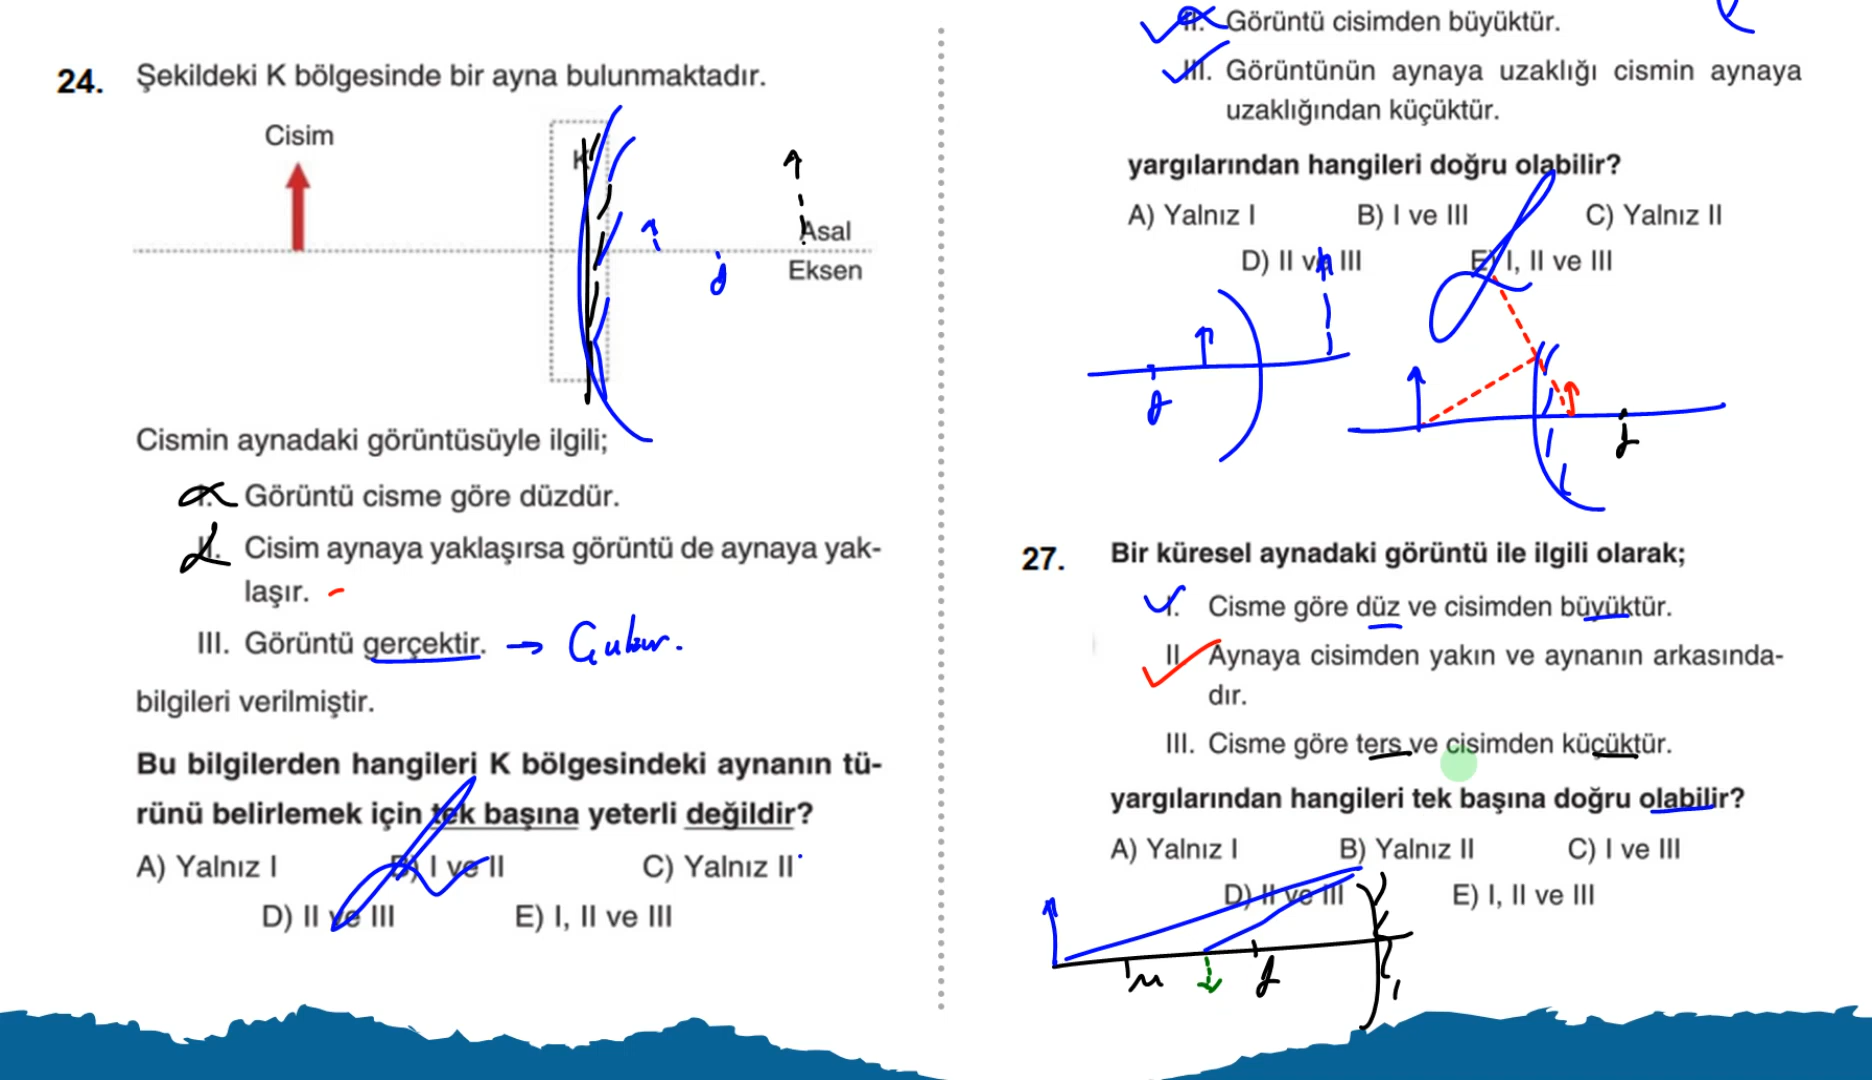 24. Şekildeki K bölgesinde bir ayna bulunmaktadır.
Cisim
K
Asal
Eksen
Cismin aynadaki görüntüsüyle ilgili;
I. Görüntü cisme göre düzdür.
II. Cisim aynaya yaklaşırsa görüntü de aynaya yak-
laşır.
III. Görüntü gerçektir. → Çukur.
bilgileri verilmiştir.
Bu bilgilerden hangileri K bölgesindeki aynanın tü-
rünü belirlemek için tek başına yeterli değildir?
A) Yalnız I B) I ve II C) Yalnız II
D) II ve III E) I, II ve III
II. Görüntü cisimden büyüktür.
III. Görüntünün aynaya uzaklığı cismin aynaya
uzaklığından küçüktür.
yargılarından hangileri doğru olabilir?
A) Yalnız I B) I ve III C) Yalnız II
D) II ve III E) I, II ve III
f
f
27. Bir küresel aynadaki görüntü ile ilgili olarak;
I. Cisme göre düz ve cisimden büyüktür.
II. Aynaya cisimden yakın ve aynanın arkasında-
dır.
III. Cisme göre ters ve cisimden küçüktür.
yargılarından hangileri tek başına doğru olabilir?
A) Yalnız I B) Yalnız II C) I ve III
D) II ve III E) I, II ve III
M f